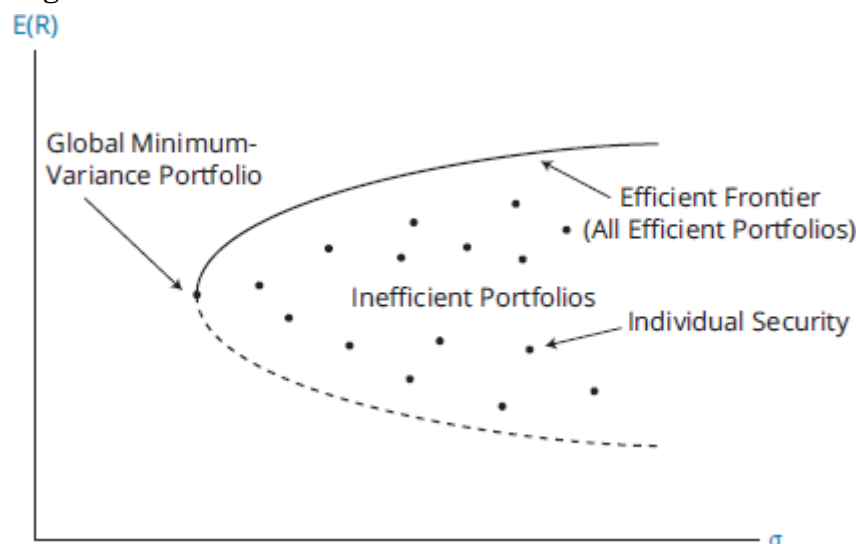 E(R)
Global Minimum-
Variance Portfolio
Efficient Frontier
(All Efficient Portfolios)
Inefficient Portfolios
Individual Security
σ